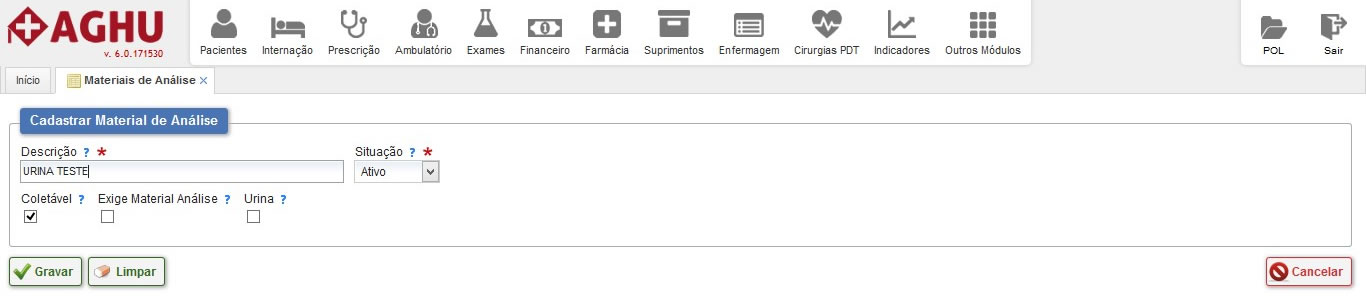 AGHU
v. 6.0.171530
Pacientes Internação Prescrição Ambulatório Exames Financeiro Farmácia Suprimentos Enfermagem Cirurgias PDT Indicadores Outros Módulos POL Sair
Início Materiais de Análise ×
Cadastrar Material de Análise
Descrição ? * Situação ? *
URINA TESTE Ativo
Coletável ? Exige Material Análise ? Urina ?
Gravar Limpar Cancelar